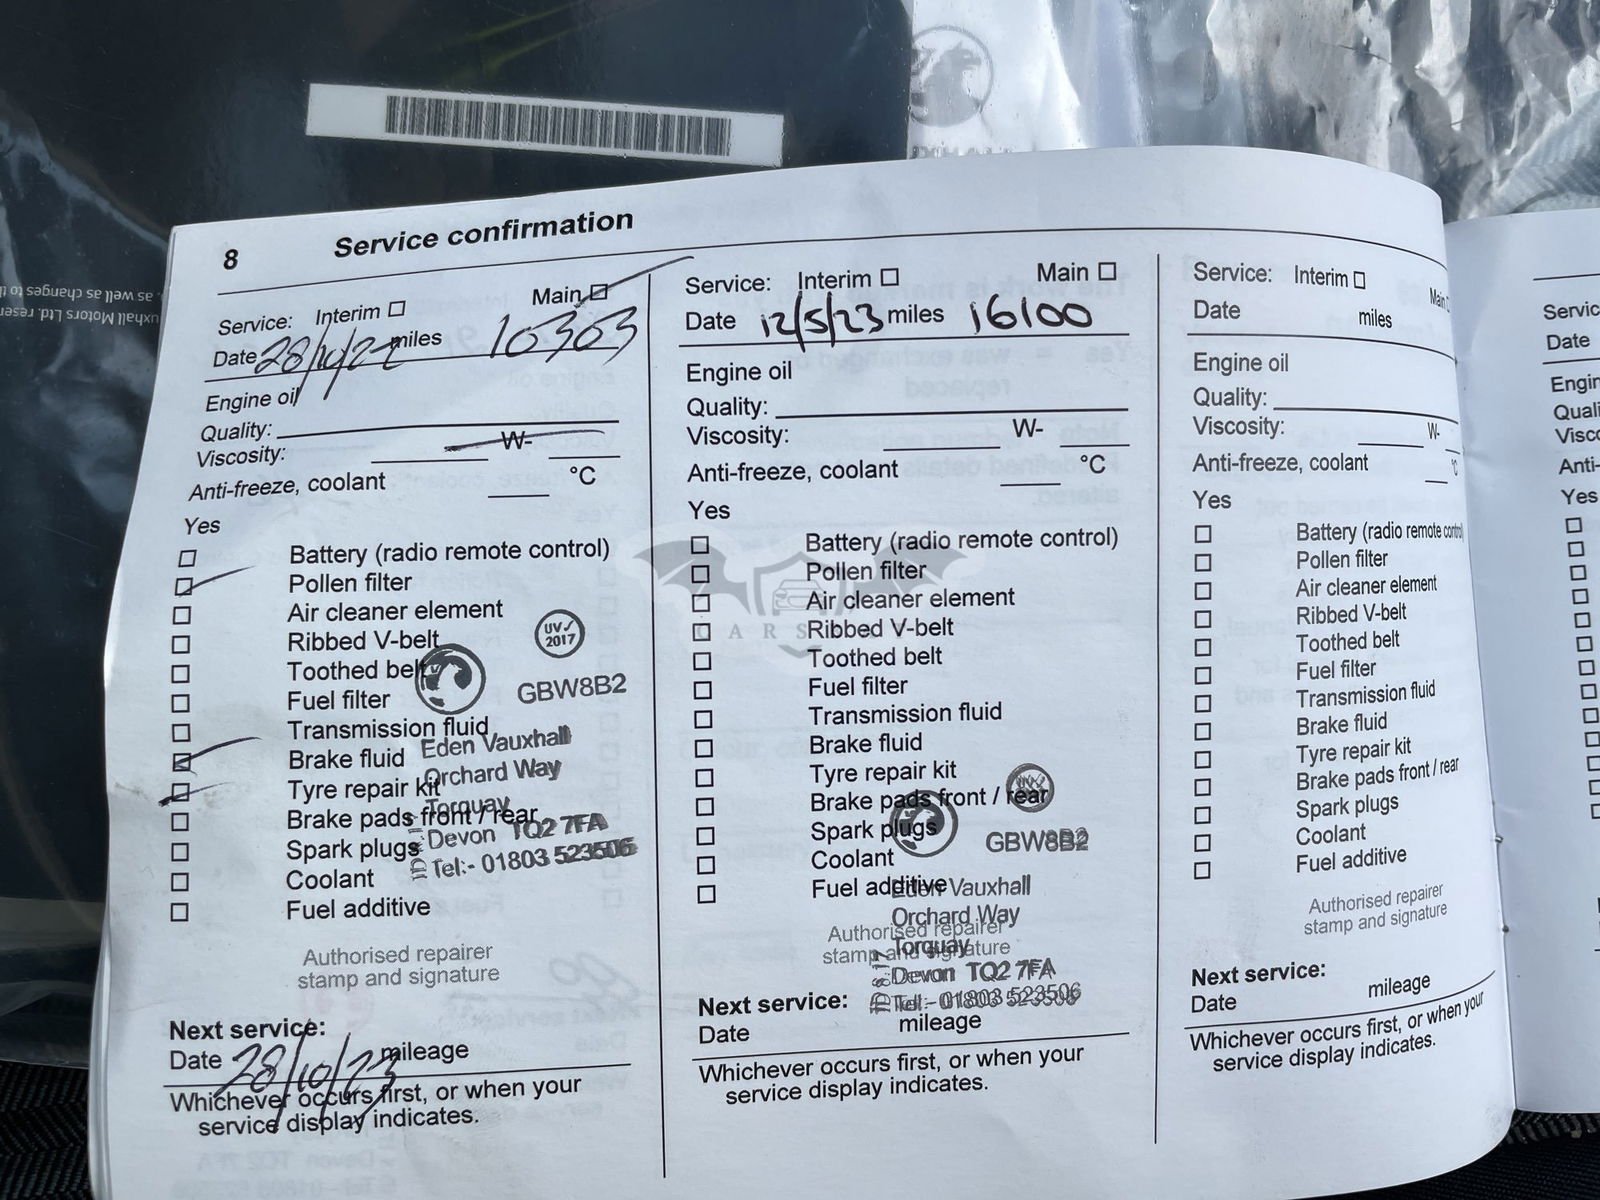 8 Service confirmation
Service: Interim ☐ Main ☑
Date 28/10/22 miles 10303
Engine oil
Quality:
Viscosity: W-
Anti-freeze, coolant °C
Yes
☐ Battery (radio remote control)
☑ Pollen filter
☐ Air cleaner element
☐ Ribbed V-belt
☐ Toothed belt
☐ Fuel filter
☐ Transmission fluid
☑ Brake fluid
☑ Tyre repair kit
☐ Brake pads front / rear
☐ Spark plugs
☐ Coolant
☐ Fuel additive
UV✓
2017
GBW8B2
Eden Vauxhall
Orchard Way
Torquay
Devon TQ2 7FA
Tel:- 01803 523506
Authorised repairer
stamp and signature
Next service:
Date 28/10/23 mileage
Whichever occurs first, or when your
service display indicates.
Service: Interim ☐ Main ☐
Date 12/5/23 miles 16100
Engine oil
Quality:
Viscosity: W-
Anti-freeze, coolant °C
Yes
☐ Battery (radio remote control)
☐ Pollen filter
☐ Air cleaner element
☐ Ribbed V-belt
☐ Toothed belt
☐ Fuel filter
☐ Transmission fluid
☐ Brake fluid
☐ Tyre repair kit
☐ Brake pads front / rear
☐ Spark plugs
☐ Coolant
☐ Fuel additive
GBW8B2
Eden Vauxhall
Orchard Way
Torquay
Devon TQ2 7FA
Tel:- 01803 523506
Authorised repairer
stamp and signature
Next service:
Date mileage
Whichever occurs first, or when your
service display indicates.
Service: Interim ☐ Main ☐
Date miles
Engine oil
Quality:
Viscosity: W-
Anti-freeze, coolant °C
Yes
☐ Battery (radio remote control)
☐ Pollen filter
☐ Air cleaner element
☐ Ribbed V-belt
☐ Toothed belt
☐ Fuel filter
☐ Transmission fluid
☐ Brake fluid
☐ Tyre repair kit
☐ Brake pads front / rear
☐ Spark plugs
☐ Coolant
☐ Fuel additive
Authorised repairer
stamp and signature
Next service:
Date mileage
Whichever occurs first, or when your
service display indicates.
Date
Yes